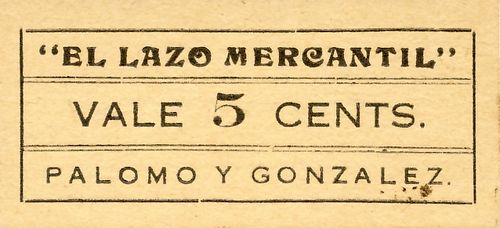 "EL LAZO MERCANTIL"
VALE 5 CENTS.
PALOMO Y GONZALEZ.